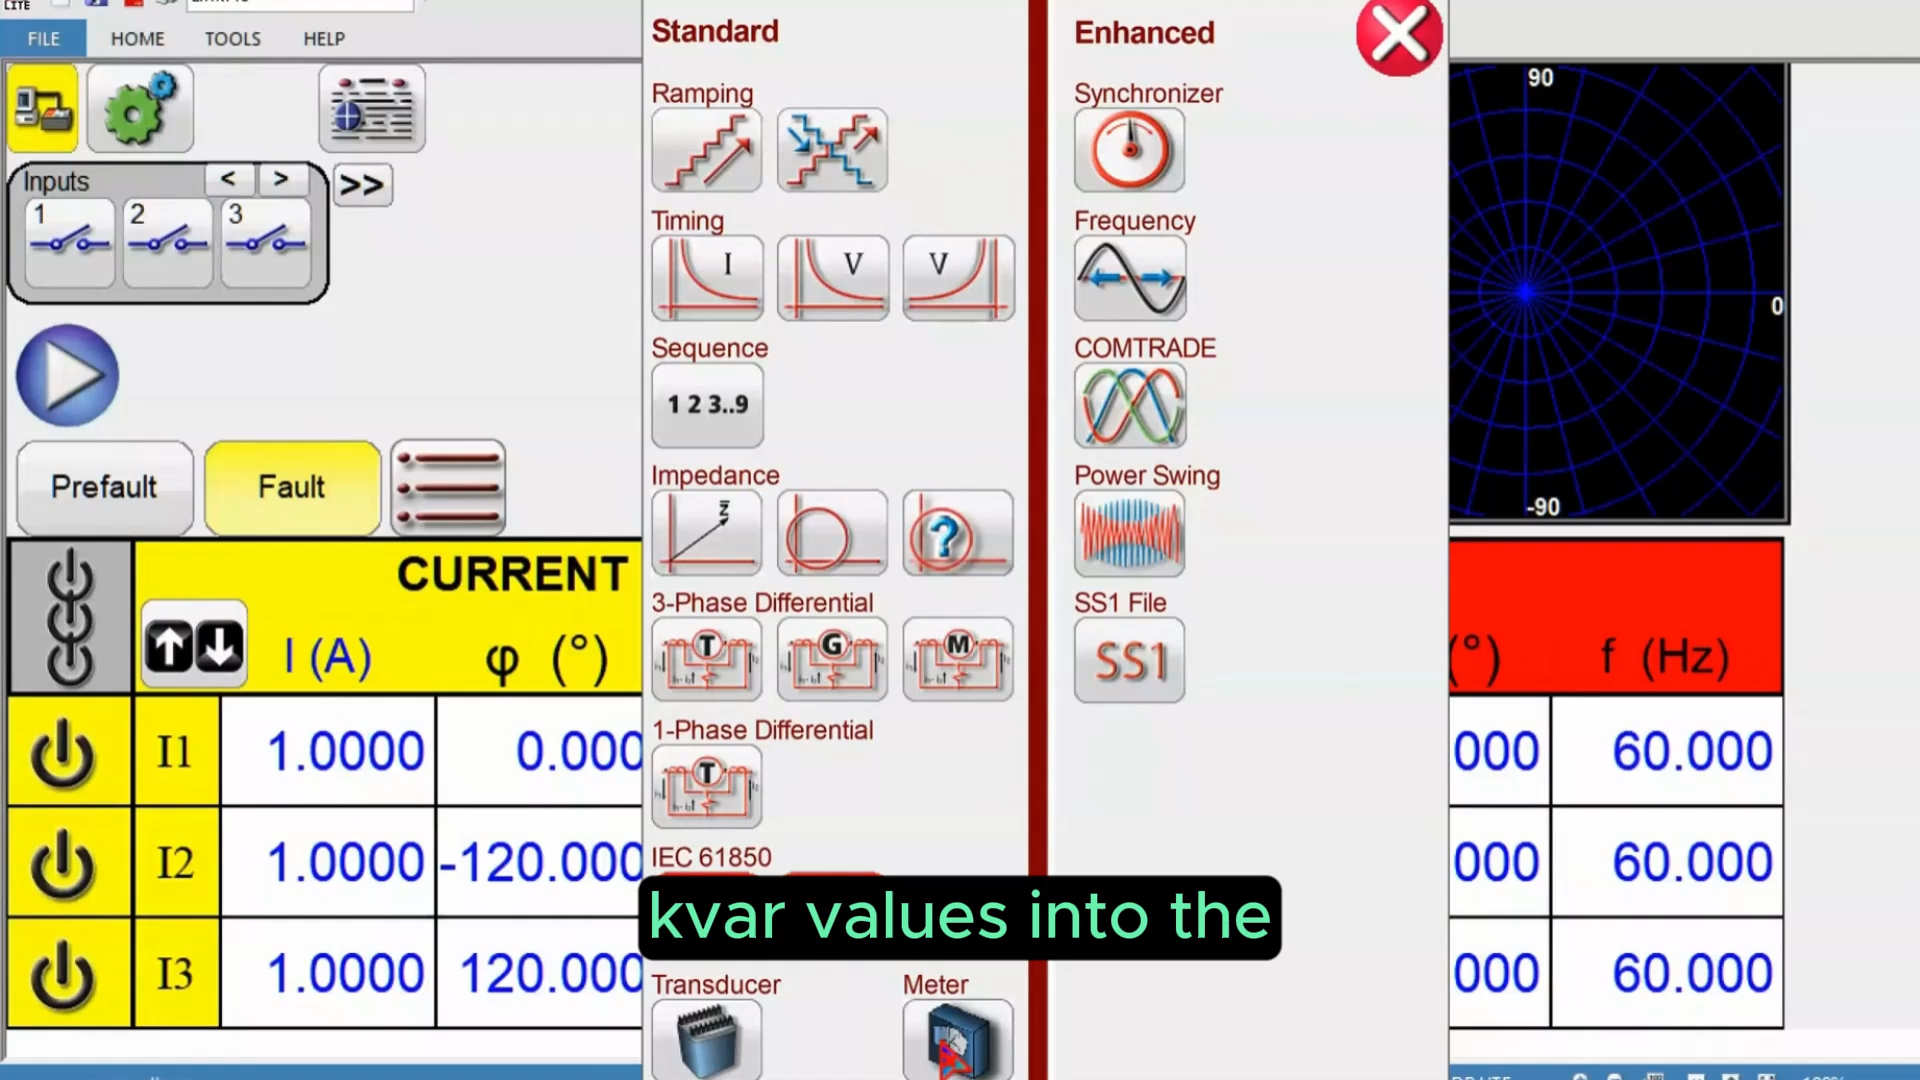 LITE
FILE HOME TOOLS HELP
Inputs < > >>
1 2 3
Prefault Fault
CURRENT
I (A) φ (°)
I1 1.0000 0.000
I2 1.0000 -120.000
I3 1.0000 120.000
Standard
Ramping
Timing
I V V
Sequence
1 2 3..9
Impedance
Z
?
3-Phase Differential
T G M
1-Phase Differential
T
IEC 61850
kvar values into the
Transducer Meter
Enhanced
Synchronizer
Frequency
COMTRADE
Power Swing
SS1 File
SS1
90
0
-90
(°) f (Hz)
000 60.000
000 60.000
000 60.000